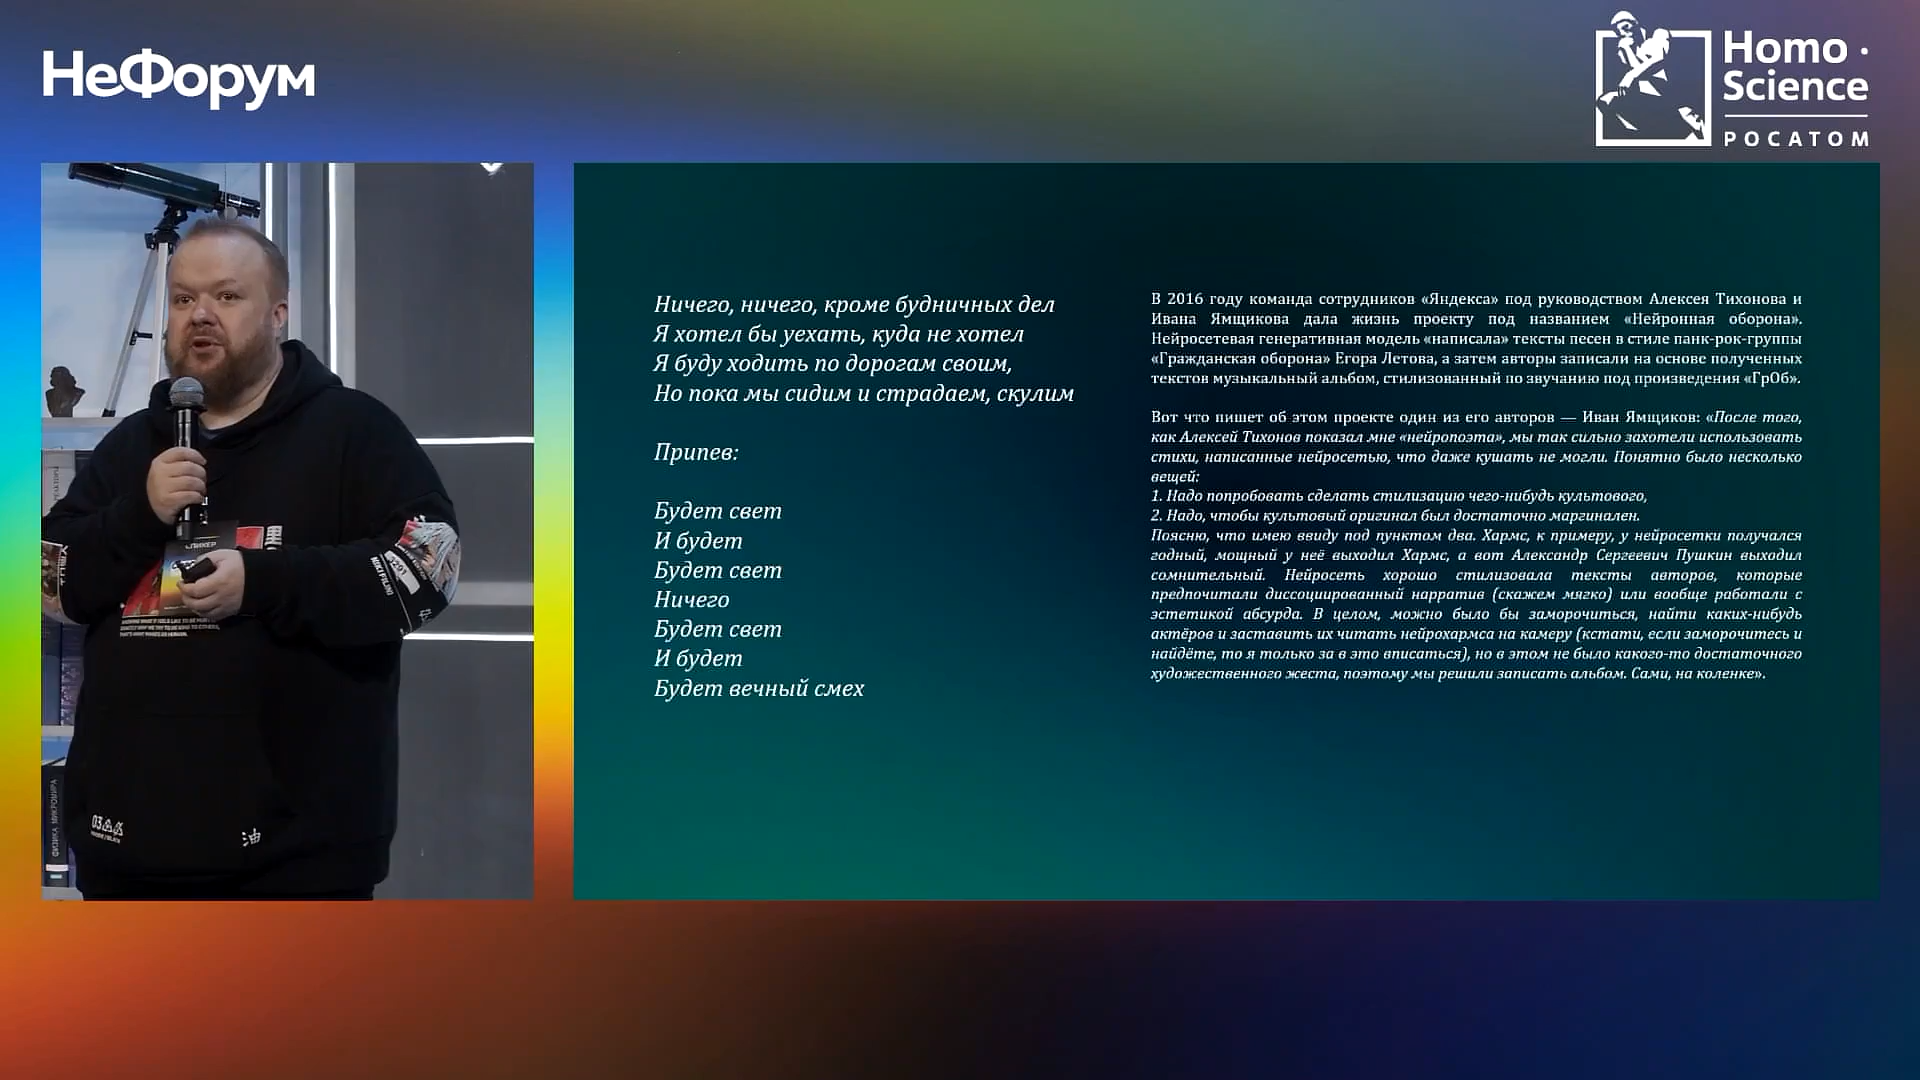 НеФорум
Homo
Science
РОСАТОМ
Ничего, ничего, кроме будничных дел
Я хотел бы уехать, куда не хотел
Я буду ходить по дорогам своим,
Но пока мы сидим и страдаем, скулим
Припев:
Будет свет
И будет
Будет свет
Ничего
Будет свет
И будет
Будет вечный смех
В 2016 году команда сотрудников «Яндекса» под руководством Алексея Тихонова и
Ивана Ямщикова дала жизнь проекту под названием «Нейронная оборона».
Нейросетевая генеративная модель «написала» тексты песен в стиле панк-рок-группы
«Гражданская оборона» Егора Летова, а затем авторы записали на основе полученных
текстов музыкальный альбом, стилизованный по звучанию под произведения «ГрОб».
Вот что пишет об этом проекте один из его авторов — Иван Ямщиков: «После того,
как Алексей Тихонов показал мне «нейропоэта», мы так сильно захотели использовать
стихи, написанные нейросетью, что даже кушать не могли. Понятно было несколько
вещей:
1. Надо попробовать сделать стилизацию чего-нибудь культового,
2. Надо, чтобы культовый оригинал был достаточно маргинален.
Поясню, что имею ввиду под пунктом два. Хармс, к примеру, у нейросетки получался
годный, мощный у неё выходил Хармс, а вот Александр Сергеевич Пушкин выходил
сомнительный. Нейросеть хорошо стилизовала тексты авторов, которые
предпочитали диссоциированный нарратив (скажем мягко) или вообще работали с
эстетикой абсурда. В целом, можно было бы заморочиться, найти каких-нибудь
актёров и заставить их читать нейрохармса на камеру (кстати, если заморочитесь и
найдёте, то я только за в это вписаться), но в этом не было какого-то достаточного
художественного жеста, поэтому мы решили записать альбом. Сами, на коленке».
СПИКЕР
ФИЗИКА МИКРОМИРА
03
油